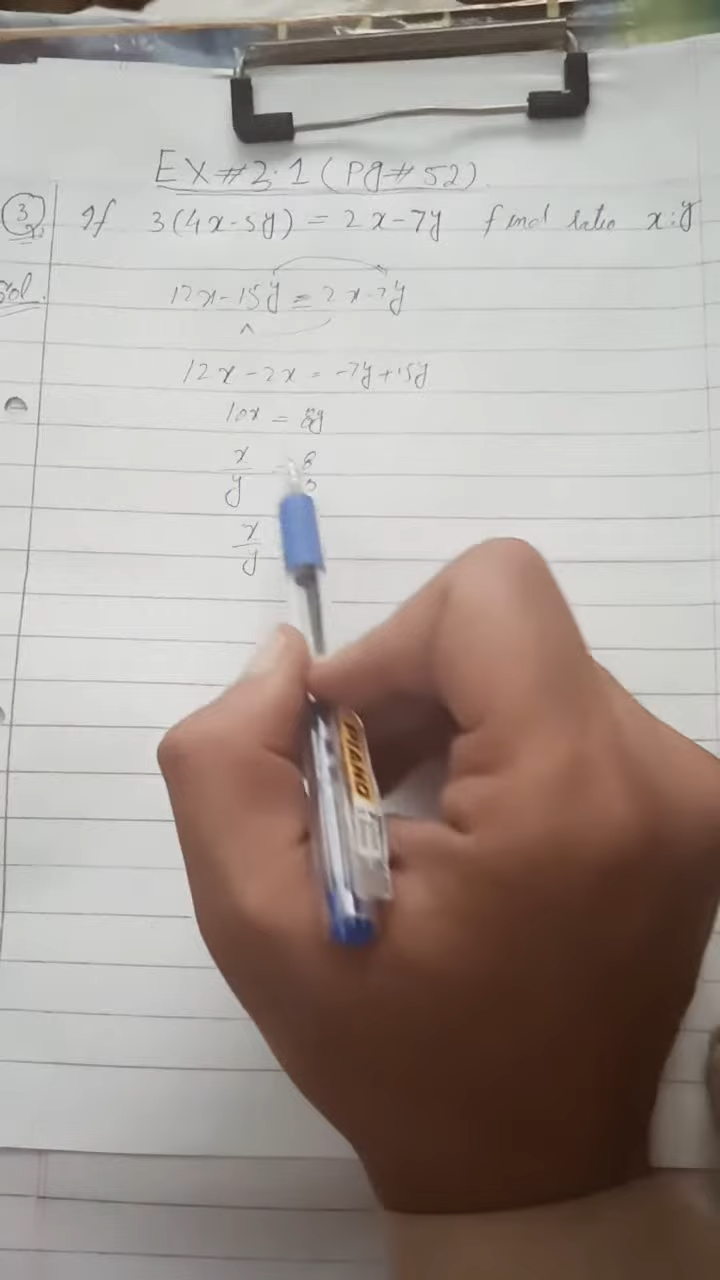 EX#2.1 (Pg#52)
3 If 3(4x-5y) = 2x-7y find ratio x:y
Sol. 12x-15y = 2x-7y
12x-2x = -7y+15y
10x = 8y
x/y = 8
x/y
PIANO